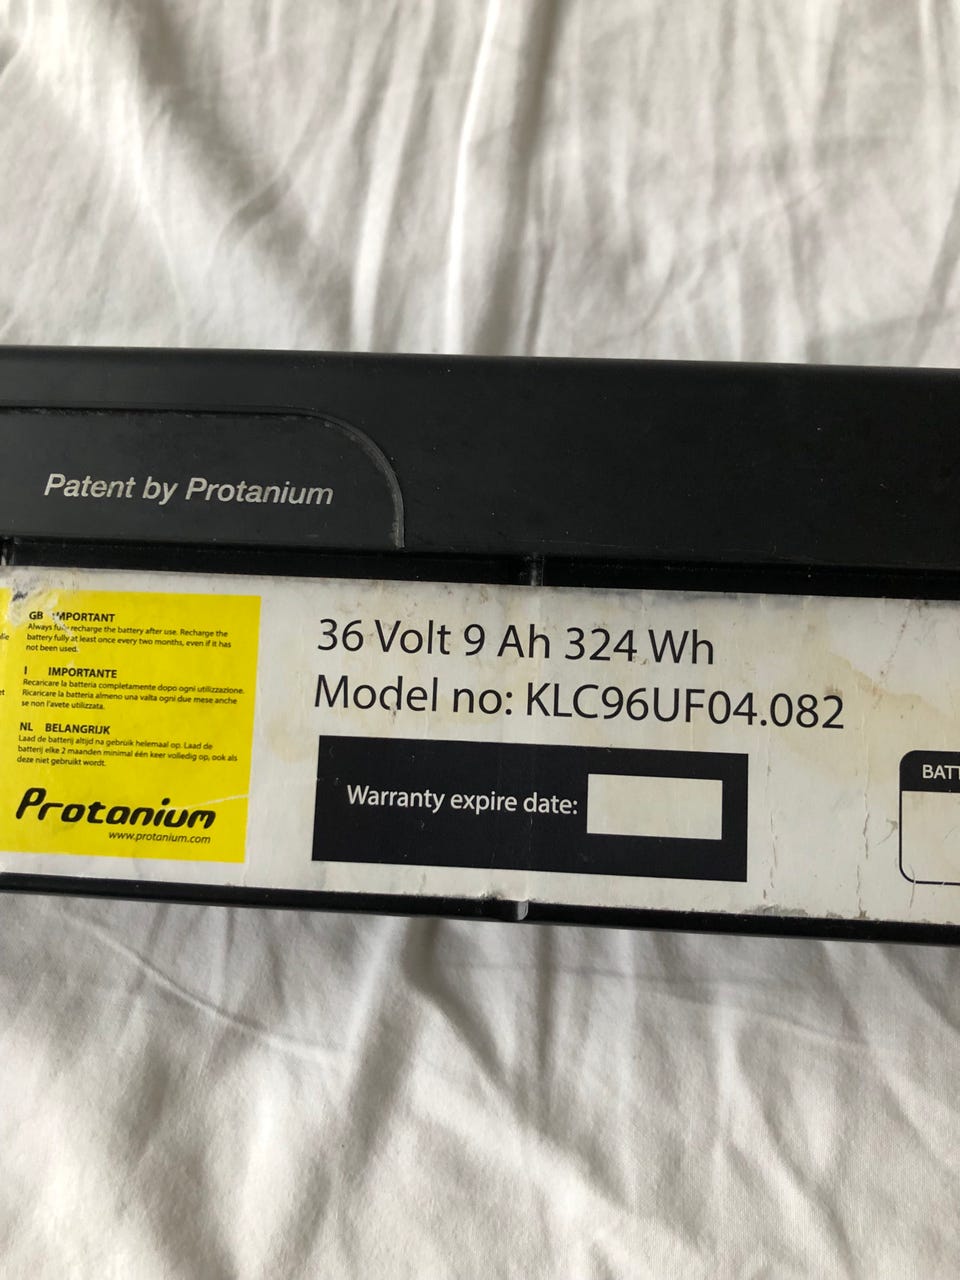 Patent by Protanium
GB IMPORTANT
Always fully recharge the battery after use. Recharge the
battery fully at least once every two months, even if it has
not been used.
I IMPORTANTE
Recaricare la batteria completamente dopo ogni utilizzazione.
Ricaricare la batteria almeno una valta ogni due mese anche
se non l'avete utilizzata.
NL BELANGRIJK
Laad de batterij altijd na gebruik helemaal op. Laad de
batterij elke 2 maanden minimal één keer volledig op, ook als
deze niet gebruikt wordt.
Protanium
www.protanium.com
36 Volt 9 Ah 324 Wh
Model no: KLC96UF04.082
Warranty expire date:
BATT